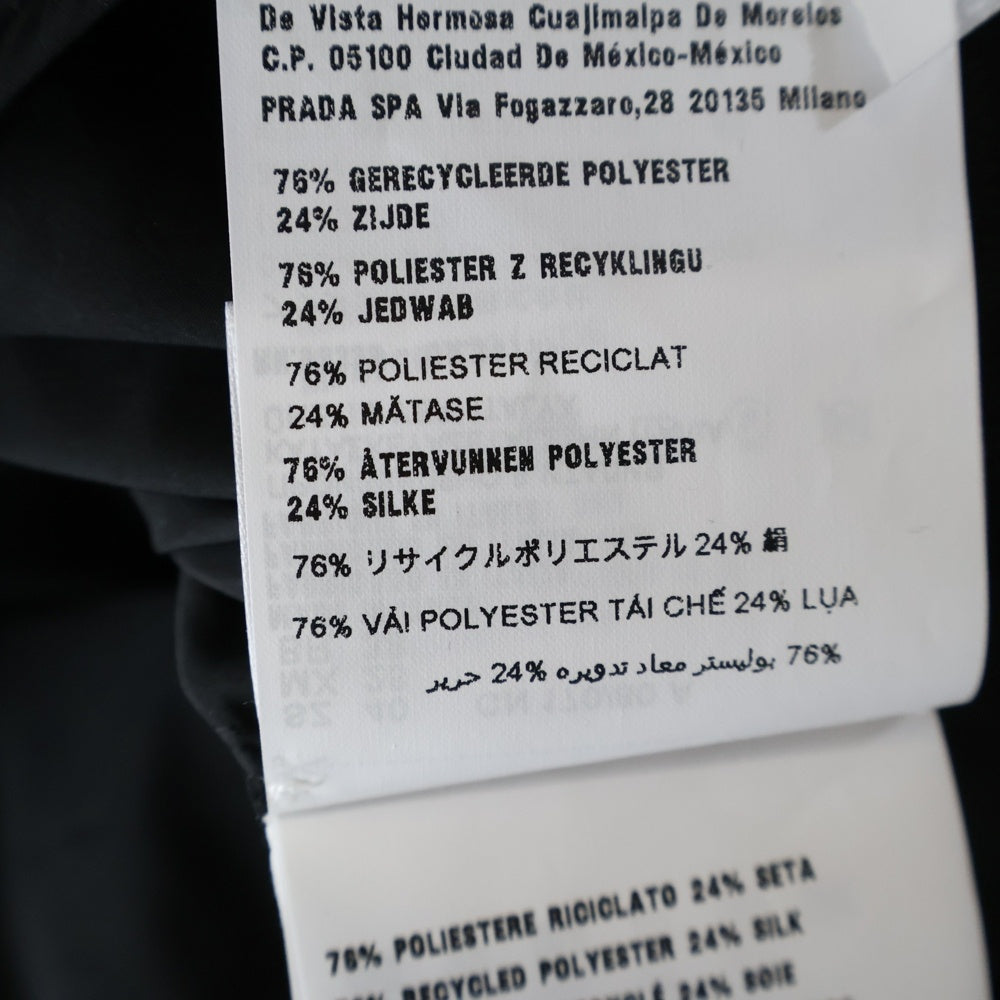 De Vista Hermosa Cuajimalpa De Morelos
C.P. 05100 Ciudad De México-México
PRADA SPA Via Fogazzaro,28 20135 Milano
76% GERECYCLEERDE POLYESTER
24% ZIJDE
76% POLIESTER Z RECYKLINGU
24% JEDWAB
76% POLIESTER RECICLAT
24% MĂTASE
76% ÅTERVUNNEN POLYESTER
24% SILKE
76% リサイクルポリエステル 24% 絹
76% VẢI POLYESTER TÁI CHẾ 24% LỤA
76% بوليستر معاد تدويره 24% حرير
76% POLIESTERE RICICLATO 24% SETA
RECYCLED POLYESTER 24% SILK
24% SOIE